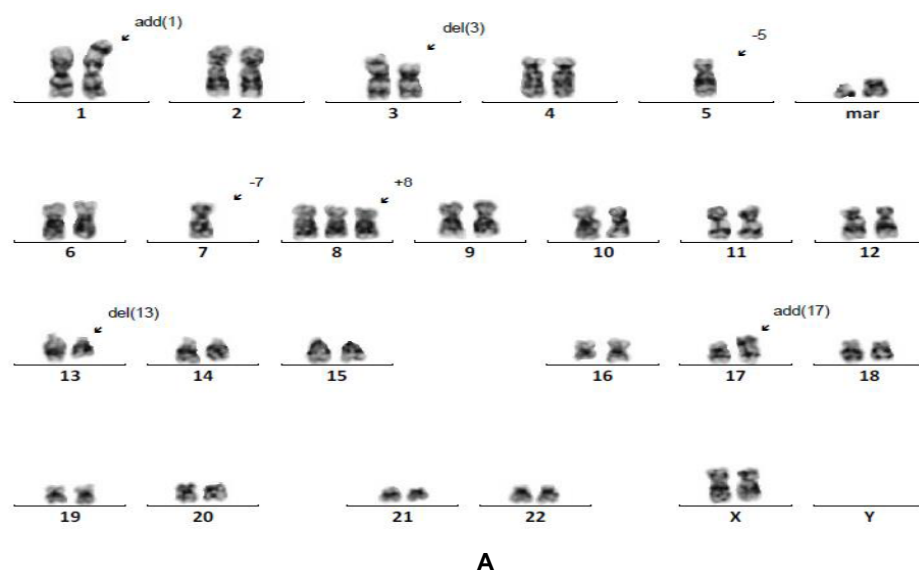 add(1) del(3) -5
1 2 3 4 5 mar
-7 +8
6 7 8 9 10 11 12
del(13) add(17)
13 14 15 16 17 18
19 20 21 22 X Y
A